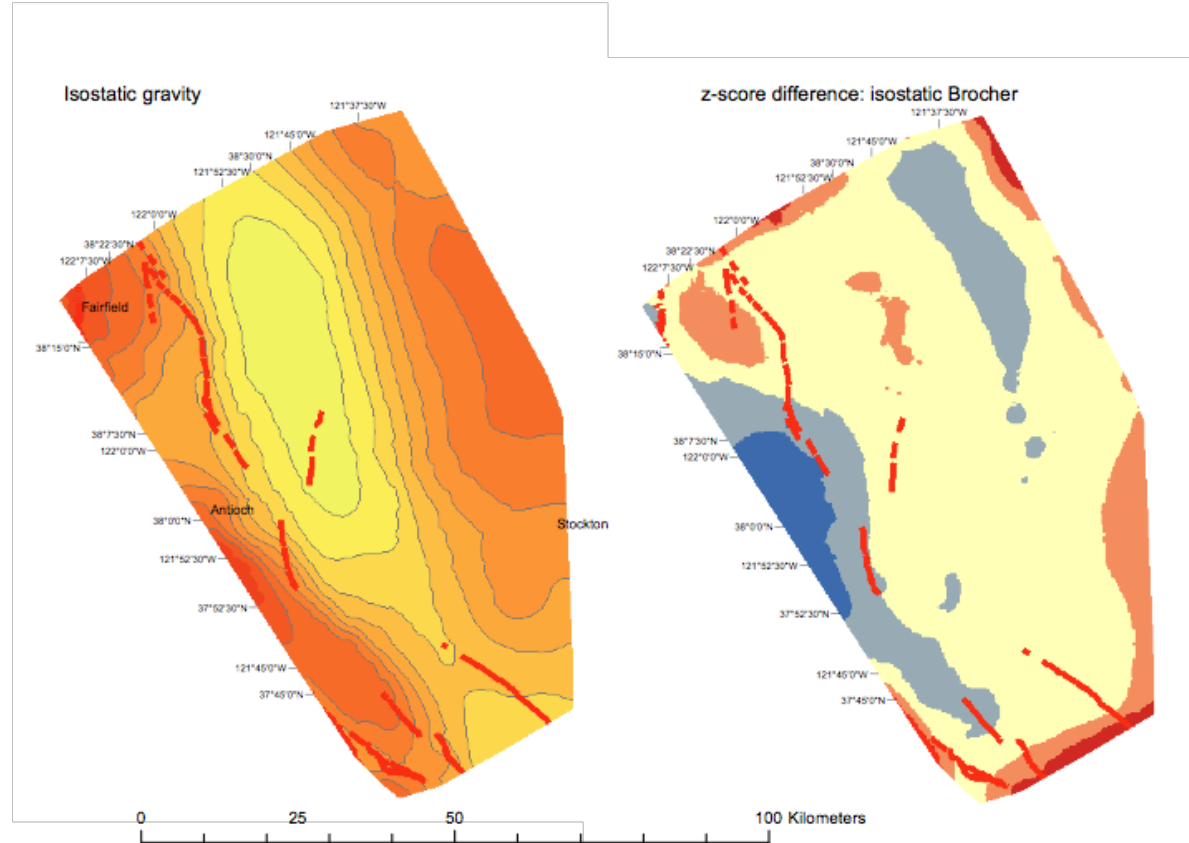 Isostatic gravity
121°37'30"W
121°45'0"W
38°30'0"N
121°52'30"W
122°0'0"W
38°22'30"N
122°7'30"W
Fairfield
38°15'0"N
38°7'30"N
122°0'0"W
Antioch
38°0'0"N
Stockton
121°52'30"W
37°52'30"N
121°45'0"W
37°45'0"N
z-score difference: isostatic Brocher
121°37'30"W
121°45'0"W
38°30'0"N
121°52'30"W
122°0'0"W
38°22'30"N
122°7'30"W
38°15'0"N
38°7'30"N
122°0'0"W
38°0'0"N
121°52'30"W
37°52'30"N
121°45'0"W
37°45'0"N
0 25 50 100 Kilometers